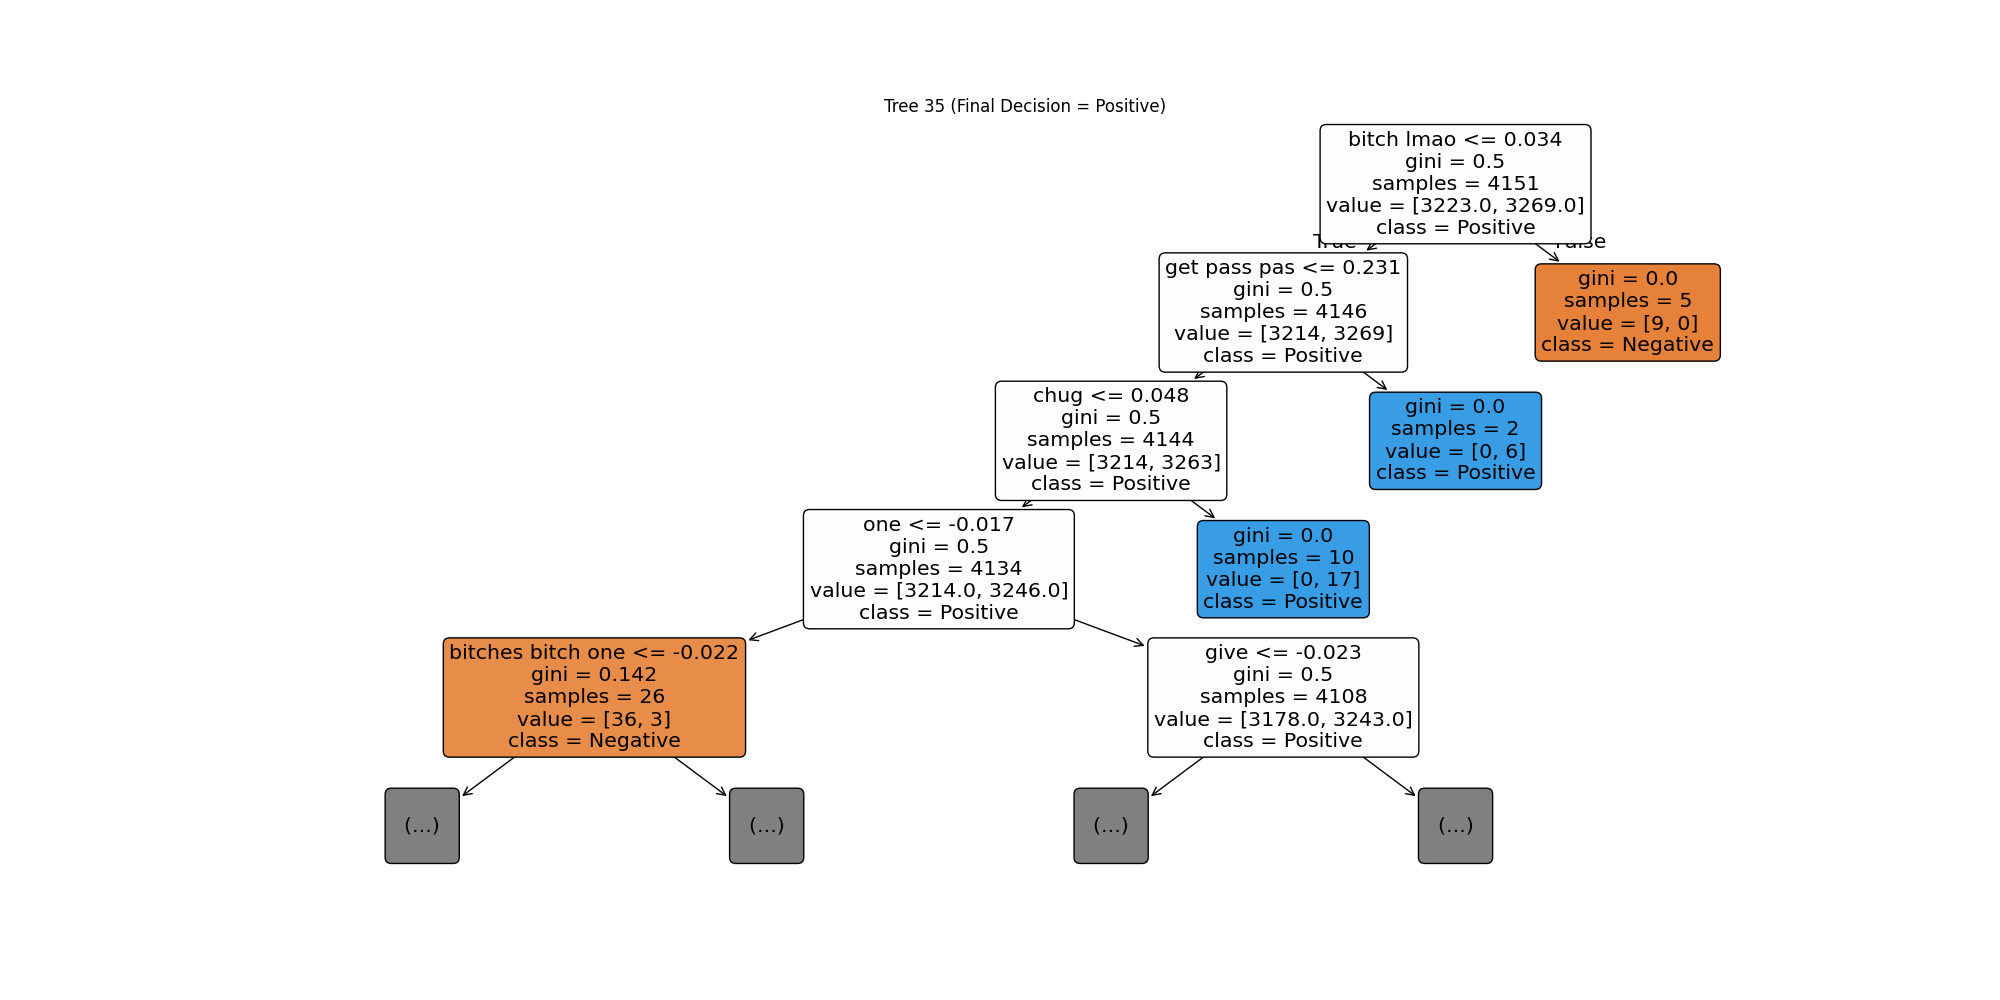 Tree 35 (Final Decision = Positive)
bitch lmao <= 0.034
gini = 0.5
samples = 4151
value = [3223.0, 3269.0]
class = Positive
get pass pas <= 0.231
gini = 0.5
samples = 4146
value = [3214, 3269]
class = Positive
gini = 0.0
samples = 5
value = [9, 0]
class = Negative
chug <= 0.048
gini = 0.5
samples = 4144
value = [3214, 3263]
class = Positive
gini = 0.0
samples = 2
value = [0, 6]
class = Positive
one <= -0.017
gini = 0.5
samples = 4134
value = [3214.0, 3246.0]
class = Positive
gini = 0.0
samples = 10
value = [0, 17]
class = Positive
bitches bitch one <= -0.022
gini = 0.142
samples = 26
value = [36, 3]
class = Negative
give <= -0.023
gini = 0.5
samples = 4108
value = [3178.0, 3243.0]
class = Positive
(...)
(...)
(...)
(...)